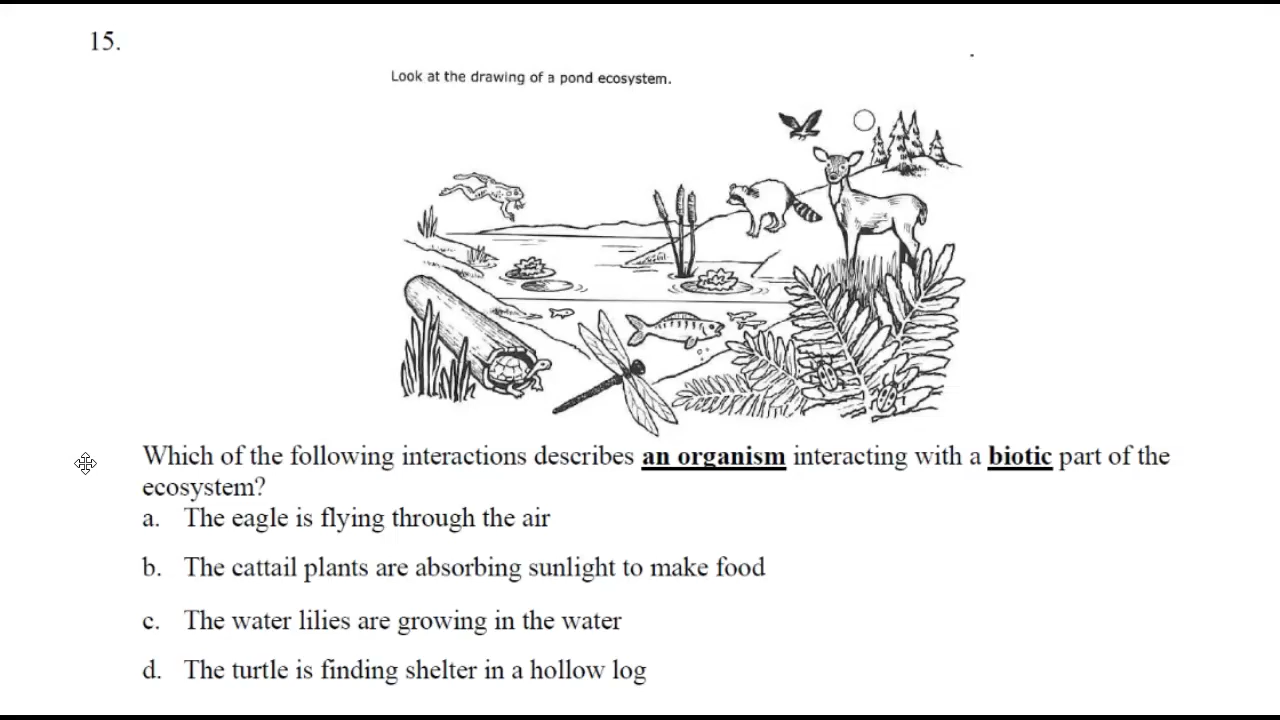 15.
Look at the drawing of a pond ecosystem.
Which of the following interactions describes an organism interacting with a biotic part of the
ecosystem?
a. The eagle is flying through the air
b. The cattail plants are absorbing sunlight to make food
c. The water lilies are growing in the water
d. The turtle is finding shelter in a hollow log